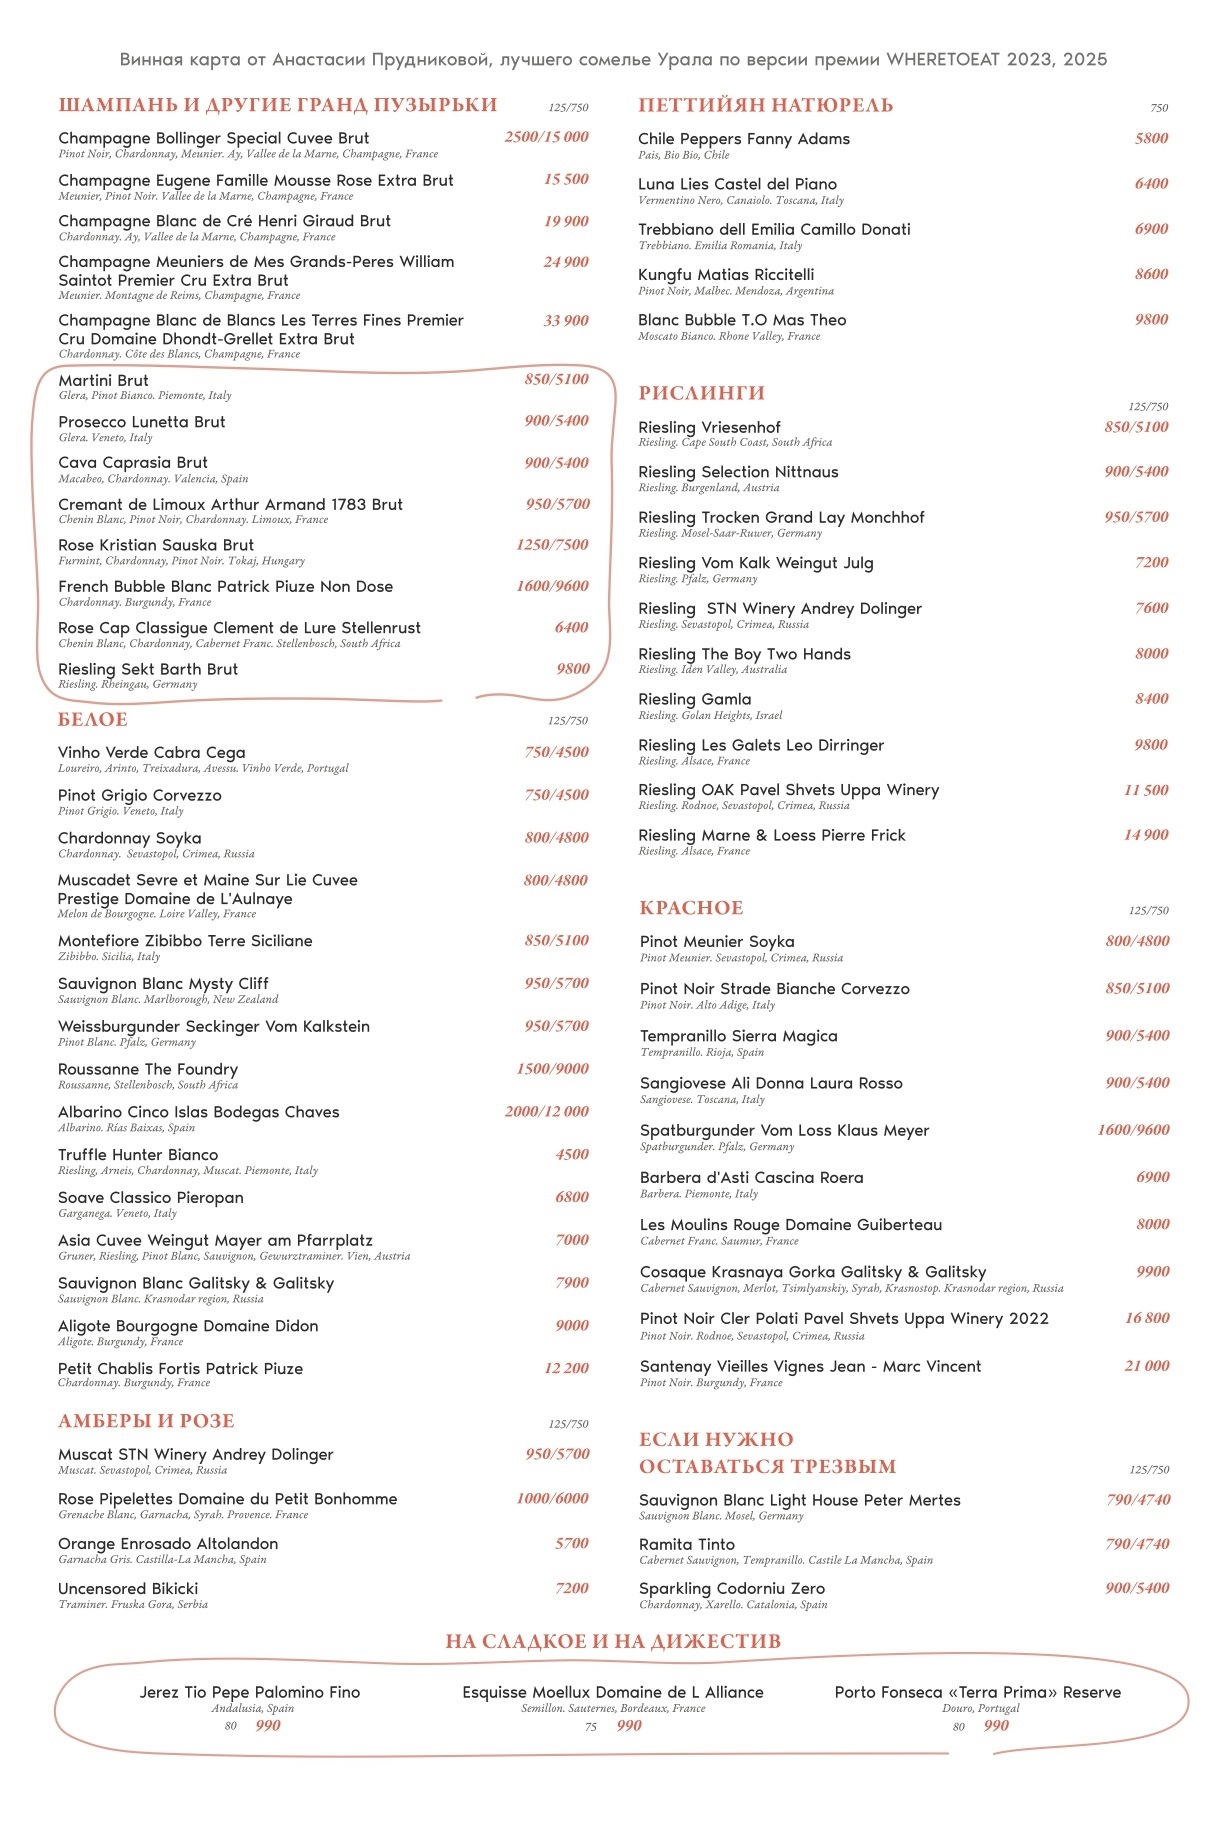 Винная карта от Анастасии Прудниковой, лучшего сомелье Урала по версии премии WHERETOEAT 2023, 2025
ШАМПАНЬ И ДРУГИЕ ГРАНД ПУЗЫРЬКИ 125/750
Champagne Bollinger Special Cuvee Brut 2500/15 000
Pinot Noir, Chardonnay, Meunier. Ay, Vallee de la Marne, Champagne, France
Champagne Eugene Famille Mousse Rose Extra Brut 15 500
Meunier, Pinot Noir. Vallee de la Marne, Champagne, France
Champagne Blanc de Cré Henri Giraud Brut 19 900
Chardonnay. Ay, Vallee de la Marne, Champagne, France
Champagne Meuniers de Mes Grands-Peres William 24 900
Saintot Premier Cru Extra Brut
Meunier. Montagne de Reims, Champagne, France
Champagne Blanc de Blancs Les Terres Fines Premier 33 900
Cru Domaine Dhondt-Grellet Extra Brut
Chardonnay. Côte des Blancs, Champagne, France
Martini Brut 850/5100
Glera, Pinot Bianco. Piemonte, Italy
Prosecco Lunetta Brut 900/5400
Glera. Veneto, Italy
Cava Caprasia Brut 900/5400
Macabeo, Chardonnay. Valencia, Spain
Cremant de Limoux Arthur Armand 1783 Brut 950/5700
Chenin Blanc, Pinot Noir, Chardonnay. Limoux, France
Rose Kristian Sauska Brut 1250/7500
Furmint, Chardonnay, Pinot Noir. Tokaj, Hungary
French Bubble Blanc Patrick Piuze Non Dose 1600/9600
Chardonnay. Burgundy, France
Rose Cap Classigue Clement de Lure Stellenrust 6400
Chenin Blanc, Chardonnay, Cabernet Franc. Stellenbosch, South Africa
Riesling Sekt Barth Brut 9800
Riesling. Rheingau, Germany
БЕЛОЕ 125/750
Vinho Verde Cabra Cega 750/4500
Loureiro, Arinto, Treixadura, Avessu. Vinho Verde, Portugal
Pinot Grigio Corvezzo 750/4500
Pinot Grigio. Veneto, Italy
Chardonnay Soyka 800/4800
Chardonnay. Sevastopol, Crimea, Russia
Muscadet Sevre et Maine Sur Lie Cuvee 800/4800
Prestige Domaine de L'Aulnaye
Melon de Bourgogne. Loire Valley, France
Montefiore Zibibbo Terre Siciliane 850/5100
Zibibbo. Sicilia, Italy
Sauvignon Blanc Mysty Cliff 950/5700
Sauvignon Blanc. Marlborough, New Zealand
Weissburgunder Seckinger Vom Kalkstein 950/5700
Pinot Blanc. Pfalz, Germany
Roussanne The Foundry 1500/9000
Roussanne, Stellenbosch, South Africa
Albarino Cinco Islas Bodegas Chaves 2000/12 000
Albarino. Rías Baixas, Spain
Truffle Hunter Bianco 4500
Riesling, Arneis, Chardonnay, Muscat. Piemonte, Italy
Soave Classico Pieropan 6800
Garganega. Veneto, Italy
Asia Cuvee Weingut Mayer am Pfarrplatz 7000
Gruner, Riesling, Pinot Blanc, Sauvignon, Gewurztraminer. Vien, Austria
Sauvignon Blanc Galitsky & Galitsky 7900
Sauvignon Blanc. Krasnodar region, Russia
Aligote Bourgogne Domaine Didon 9000
Aligote. Burgundy, France
Petit Chablis Fortis Patrick Piuze 12 200
Chardonnay. Burgundy, France
АМБЕРЫ И РОЗЕ 125/750
Muscat STN Winery Andrey Dolinger 950/5700
Muscat. Sevastopol, Crimea, Russia
Rose Pipelettes Domaine du Petit Bonhomme 1000/6000
Grenache Blanc, Garnacha, Syrah. Provence. France
Orange Enrosado Altolandon 5700
Garnacha Gris. Castilla-La Mancha, Spain
Uncensored Bikicki 7200
Traminer. Fruska Gora, Serbia
ПЕТТИЙЯН НАТЮРЕЛЬ 750
Chile Peppers Fanny Adams 5800
Pais, Bio Bio, Chile
Luna Lies Castel del Piano 6400
Vermentino Nero, Canaiolo. Toscana, Italy
Trebbiano dell Emilia Camillo Donati 6900
Trebbiano. Emilia Romania, Italy
Kungfu Matias Riccitelli 8600
Pinot Noir, Malbec. Mendoza, Argentina
Blanc Bubble T.O Mas Theo 9800
Moscato Bianco. Rhone Valley, France
РИСЛИНГИ
125/750
Riesling Vriesenhof 850/5100
Riesling. Cape South Coast, South Africa
Riesling Selection Nittnaus 900/5400
Riesling. Burgenland, Austria
Riesling Trocken Grand Lay Monchhof 950/5700
Riesling. Mosel-Saar-Ruwer, Germany
Riesling Vom Kalk Weingut Julg 7200
Riesling. Pfalz, Germany
Riesling STN Winery Andrey Dolinger 7600
Riesling. Sevastopol, Crimea, Russia
Riesling The Boy Two Hands 8000
Riesling. Iden Valley, Australia
Riesling Gamla 8400
Riesling. Golan Heights, Israel
Riesling Les Galets Leo Dirringer 9800
Riesling. Alsace, France
Riesling OAK Pavel Shvets Uppa Winery 11 500
Riesling. Rodnoe, Sevastopol, Crimea, Russia
Riesling Marne & Loess Pierre Frick 14 900
Riesling. Alsace, France
КРАСНОЕ 125/750
Pinot Meunier Soyka 800/4800
Pinot Meunier. Sevastopol, Crimea, Russia
Pinot Noir Strade Bianche Corvezzo 850/5100
Pinot Noir. Alto Adige, Italy
Tempranillo Sierra Magica 900/5400
Tempranillo. Rioja, Spain
Sangiovese Ali Donna Laura Rosso 900/5400
Sangiovese. Toscana, Italy
Spatburgunder Vom Loss Klaus Meyer 1600/9600
Spatburgunder. Pfalz, Germany
Barbera d'Asti Cascina Roera 6900
Barbera. Piemonte, Italy
Les Moulins Rouge Domaine Guiberteau 8000
Cabernet Franc. Saumur, France
Cosaque Krasnaya Gorka Galitsky & Galitsky 9900
Cabernet Sauvignon, Merlot, Tsimlyanskiy, Syrah, Krasnostop. Krasnodar region, Russia
Pinot Noir Cler Polati Pavel Shvets Uppa Winery 2022 16 800
Pinot Noir. Rodnoe, Sevastopol, Crimea, Russia
Santenay Vieilles Vignes Jean - Marc Vincent 21 000
Pinot Noir. Burgundy, France
ЕСЛИ НУЖНО
ОСТАВАТЬСЯ ТРЕЗВЫМ 125/750
Sauvignon Blanc Light House Peter Mertes 790/4740
Sauvignon Blanc. Mosel, Germany
Ramita Tinto 790/4740
Cabernet Sauvignon, Tempranillo. Castile La Mancha, Spain
Sparkling Codorniu Zero 900/5400
Chardonnay, Xarello. Catalonia, Spain
НА СЛАДКОЕ И НА ДИЖЕСТИВ
Jerez Tio Pepe Palomino Fino
Andalusia, Spain
80 990
Esquisse Moellux Domaine de L Alliance
Semillon. Sauternes, Bordeaux, France
75 990
Porto Fonseca «Terra Prima» Reserve
Douro, Portugal
80 990